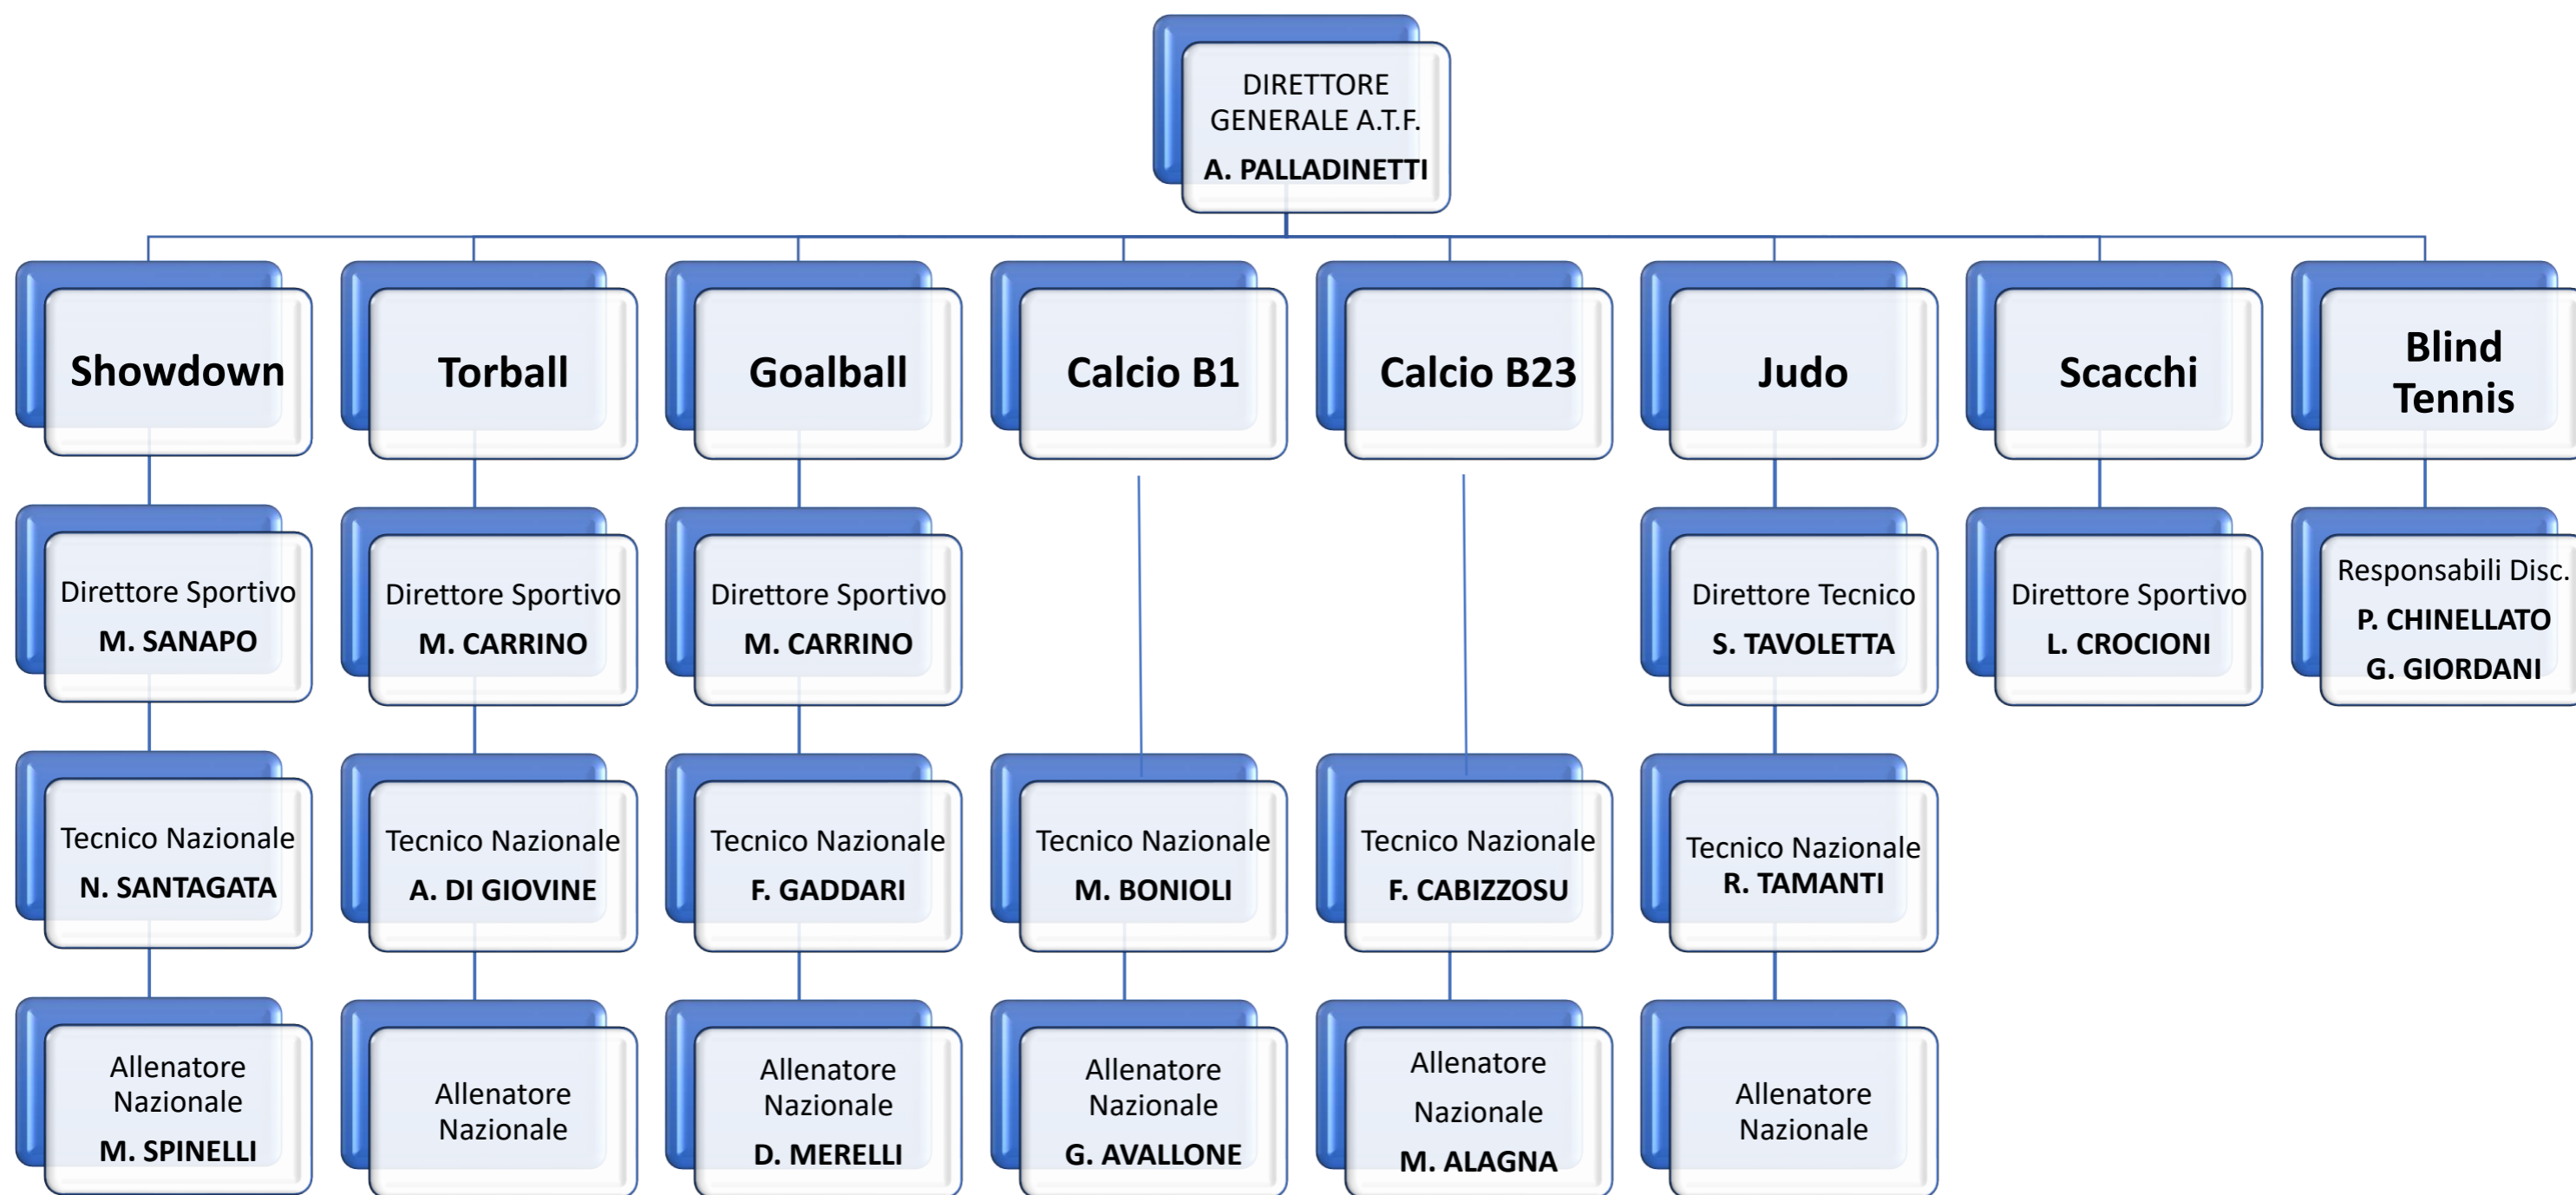 DIRETTORE
GENERALE A.T.F.
A. PALLADINETTI
Showdown
Torball
Goalball
Calcio B1
Calcio B23
Judo
Scacchi
Blind
Tennis
Direttore Sportivo
M. SANAPO
Direttore Sportivo
M. CARRINO
Direttore Sportivo
M. CARRINO
Direttore Tecnico
S. TAVOLETTA
Direttore Sportivo
L. CROCIONI
Responsabili Disc.
P. CHINELLATO
G. GIORDANI
Tecnico Nazionale
N. SANTAGATA
Tecnico Nazionale
A. DI GIOVINE
Tecnico Nazionale
F. GADDARI
Tecnico Nazionale
M. BONIOLI
Tecnico Nazionale
F. CABIZZOSU
Tecnico Nazionale
R. TAMANTI
Allenatore
Nazionale
M. SPINELLI
Allenatore
Nazionale
Allenatore
Nazionale
D. MERELLI
Allenatore
Nazionale
G. AVALLONE
Allenatore
Nazionale
M. ALAGNA
Allenatore
Nazionale